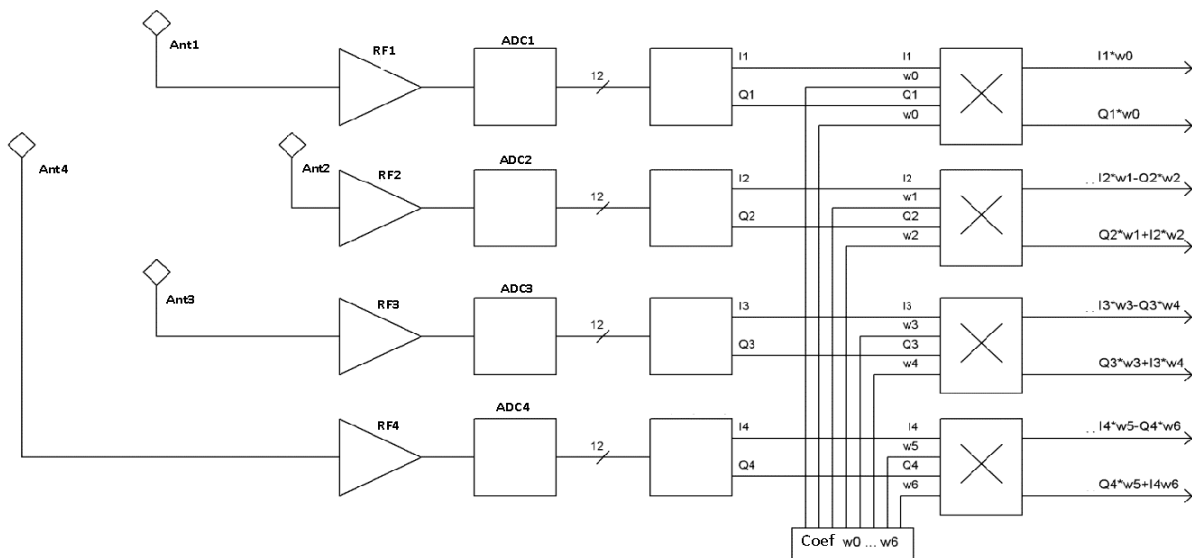 Ant1
RF1
ADC1
12
I1
Q1
I1
w0
Q1
w0
I1*w0
Q1*w0
Ant4
Ant2
RF2
ADC2
12
I2
Q2
I2
w1
Q2
w2
..I2*w1-Q2*w2
Q2*w1+I2*w2
Ant3
RF3
ADC3
12
I3
Q3
I3
w3
Q3
w4
..I3*w3-Q3*w4
Q3*w3+I3*w4
RF4
ADC4
12
I4
Q4
I4
w5
Q4
w6
..I4*w5-Q4*w6
Q4*w5+I4w6
Coef w0 ... w6